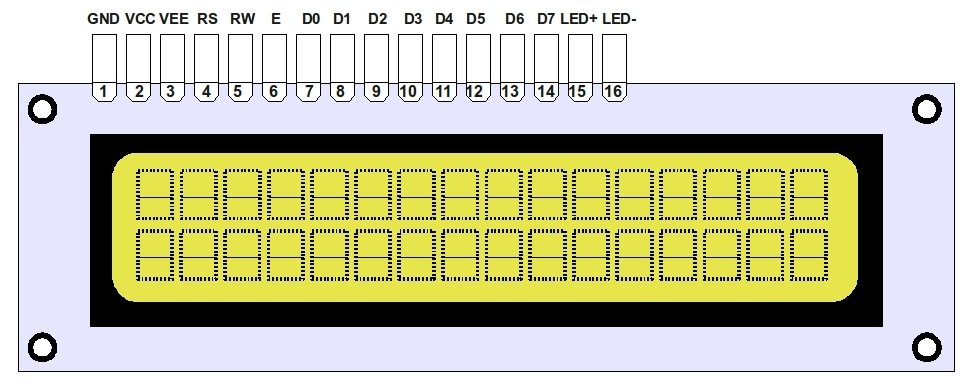 GND VCC VEE RS RW E D0 D1 D2 D3 D4 D5 D6 D7 LED+ LED-
1 2 3 4 5 6 7 8 9 10 11 12 13 14 15 16